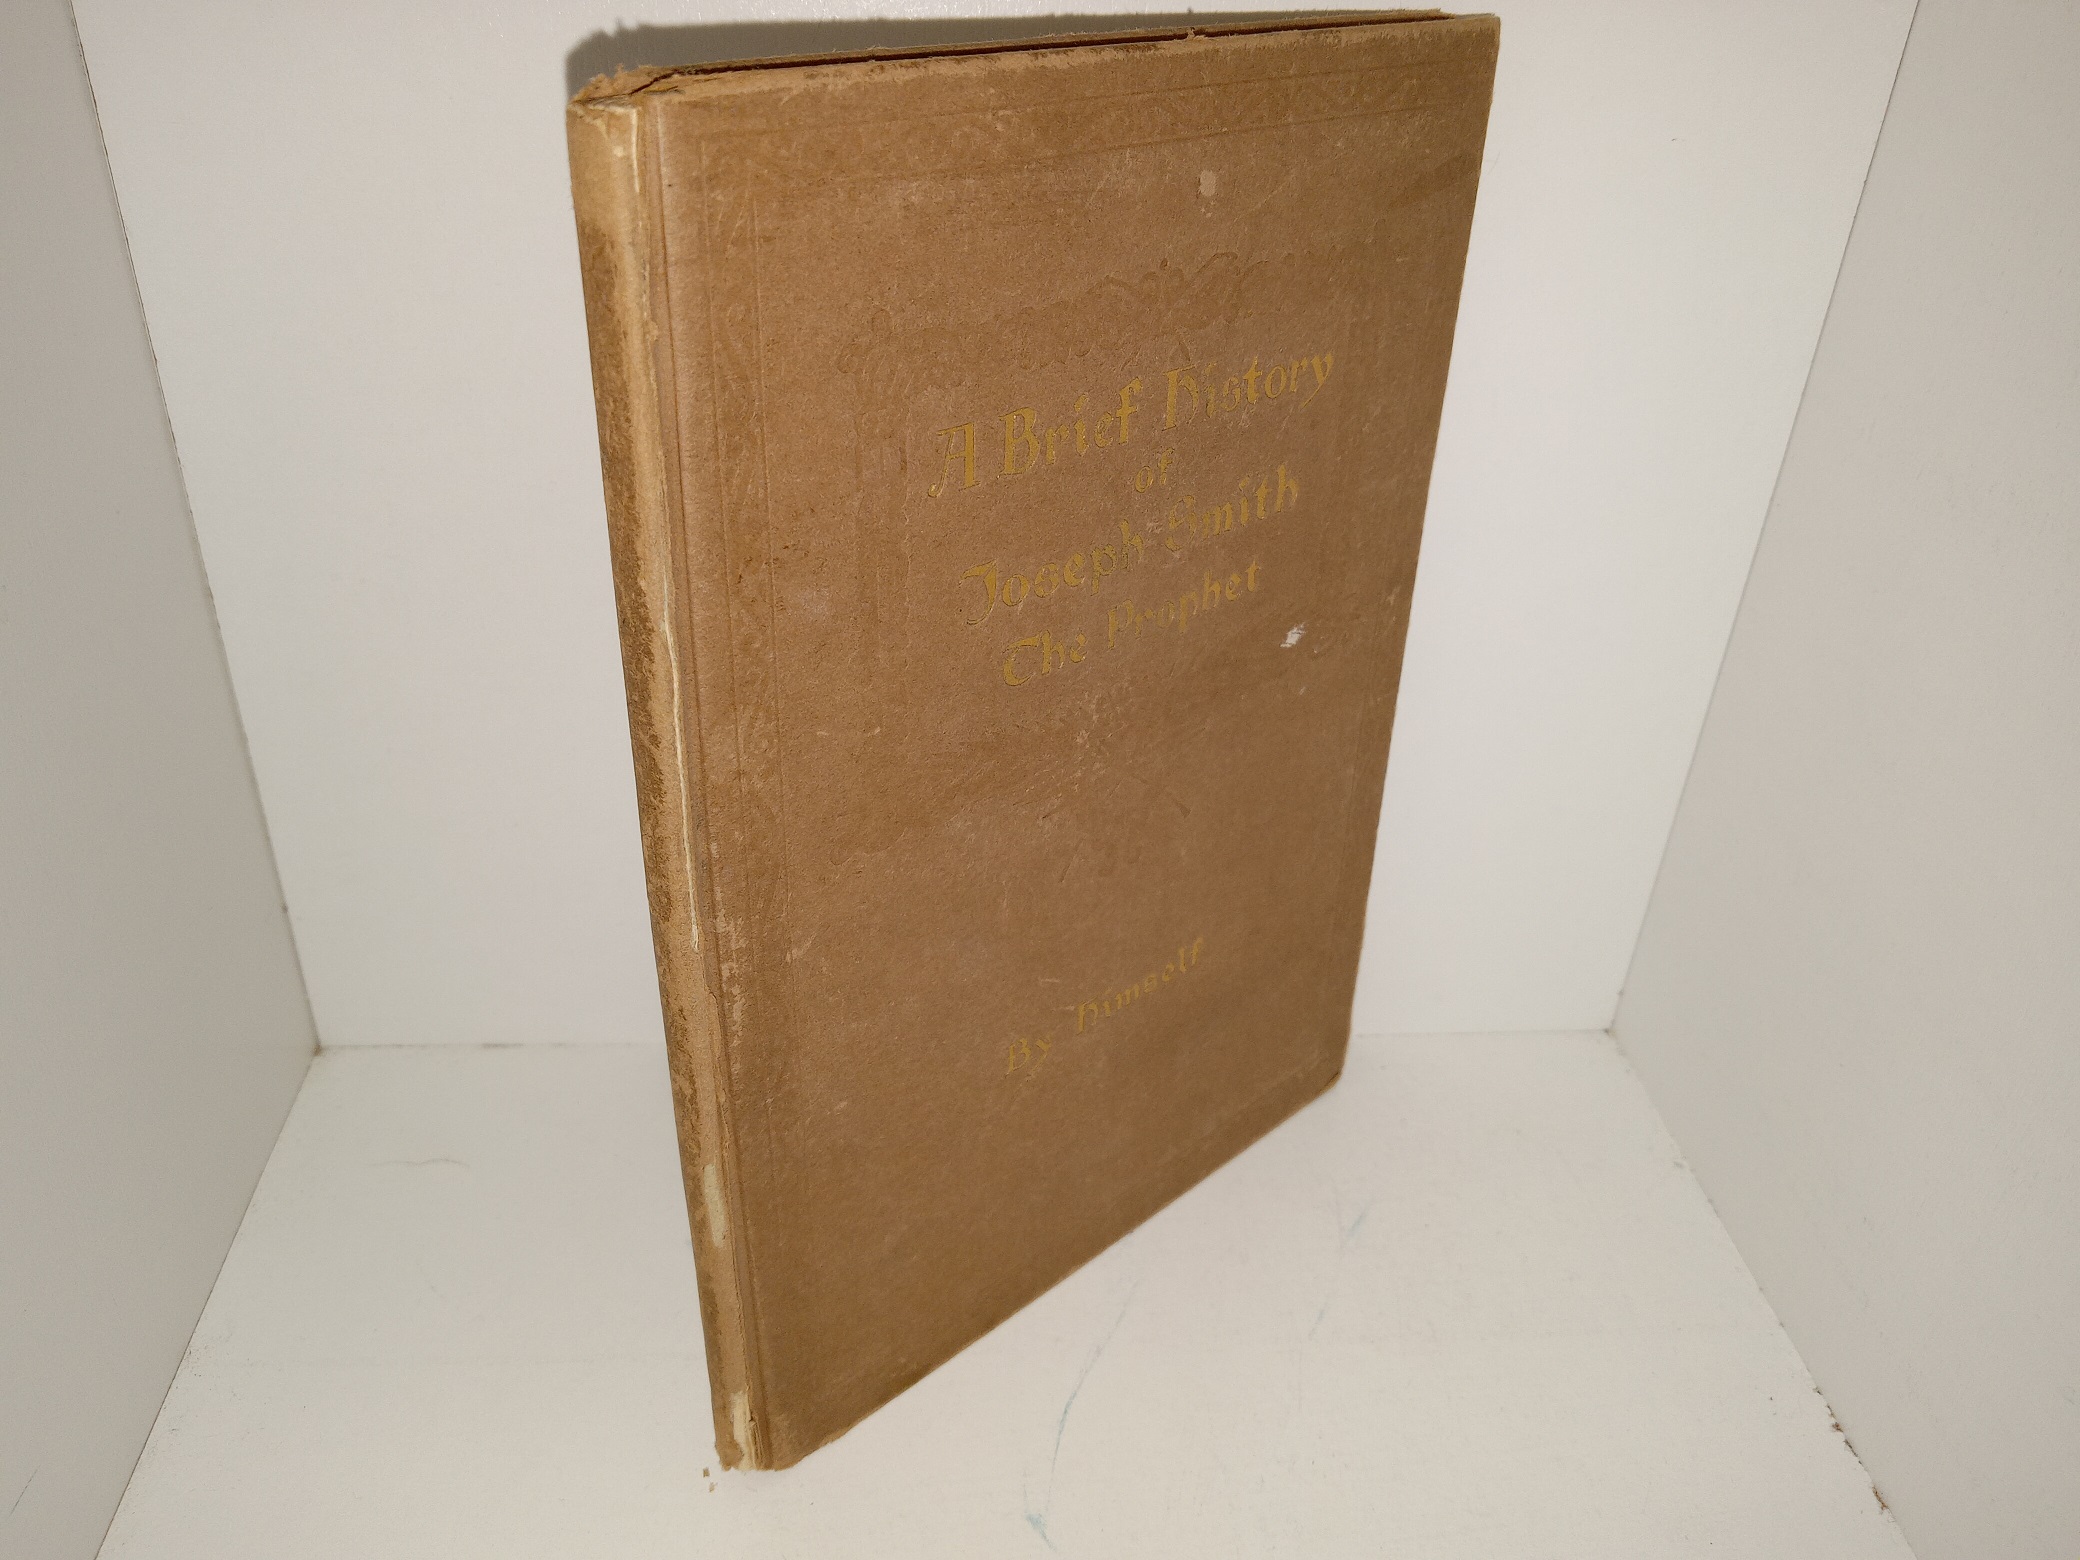 A Brief History
of
Joseph Smith
The Prophet
By Himself